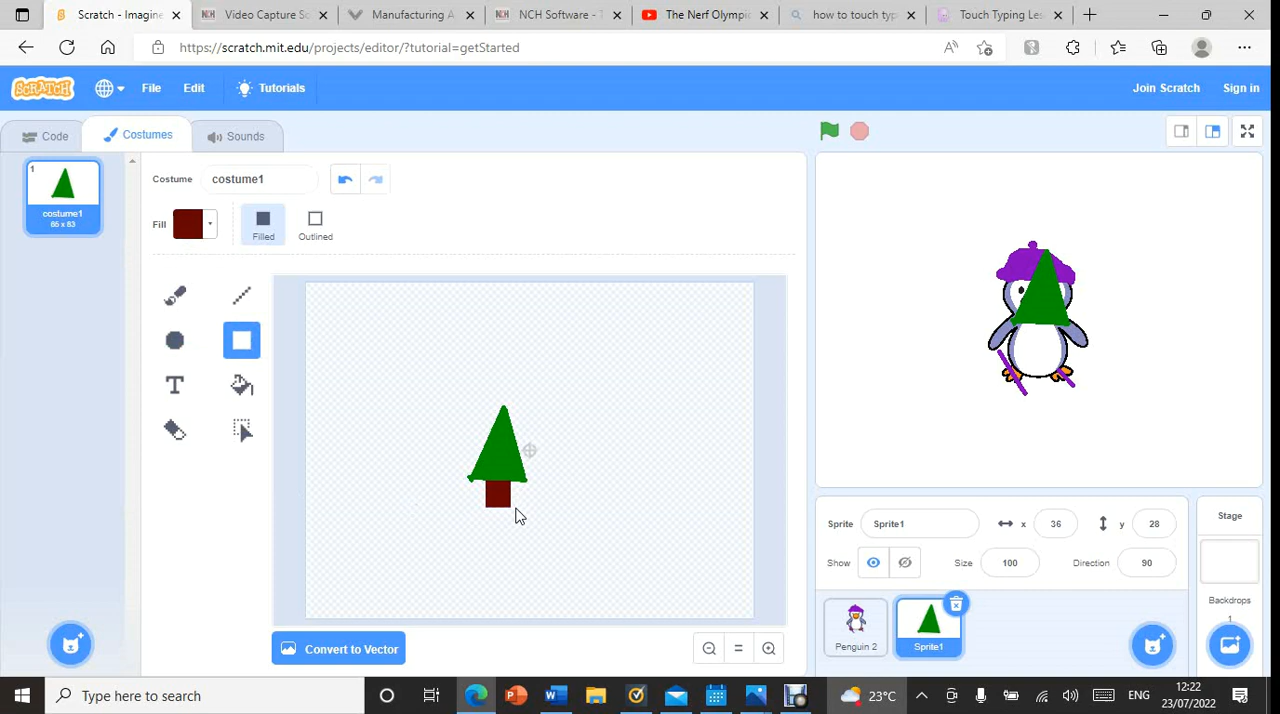 Scratch - Imagine
Video Capture So
Manufacturing A
NCH Software - T
The Nerf Olympic
how to touch typ
Touch Typing Les
https://scratch.mit.edu/projects/editor/?tutorial=getStarted
SCRATCH
File
Edit
Tutorials
Join Scratch
Sign in
Code
Costumes
Sounds
1
costume1
65 x 83
Costume
costume1
Fill
Filled
Outlined
T
Convert to Vector
Sprite
Sprite1
x
36
y
28
Show
Size
100
Direction
90
Penguin 2
Sprite1
Stage
Backdrops
1
Type here to search
23°C
ENG
12:22
23/07/2022